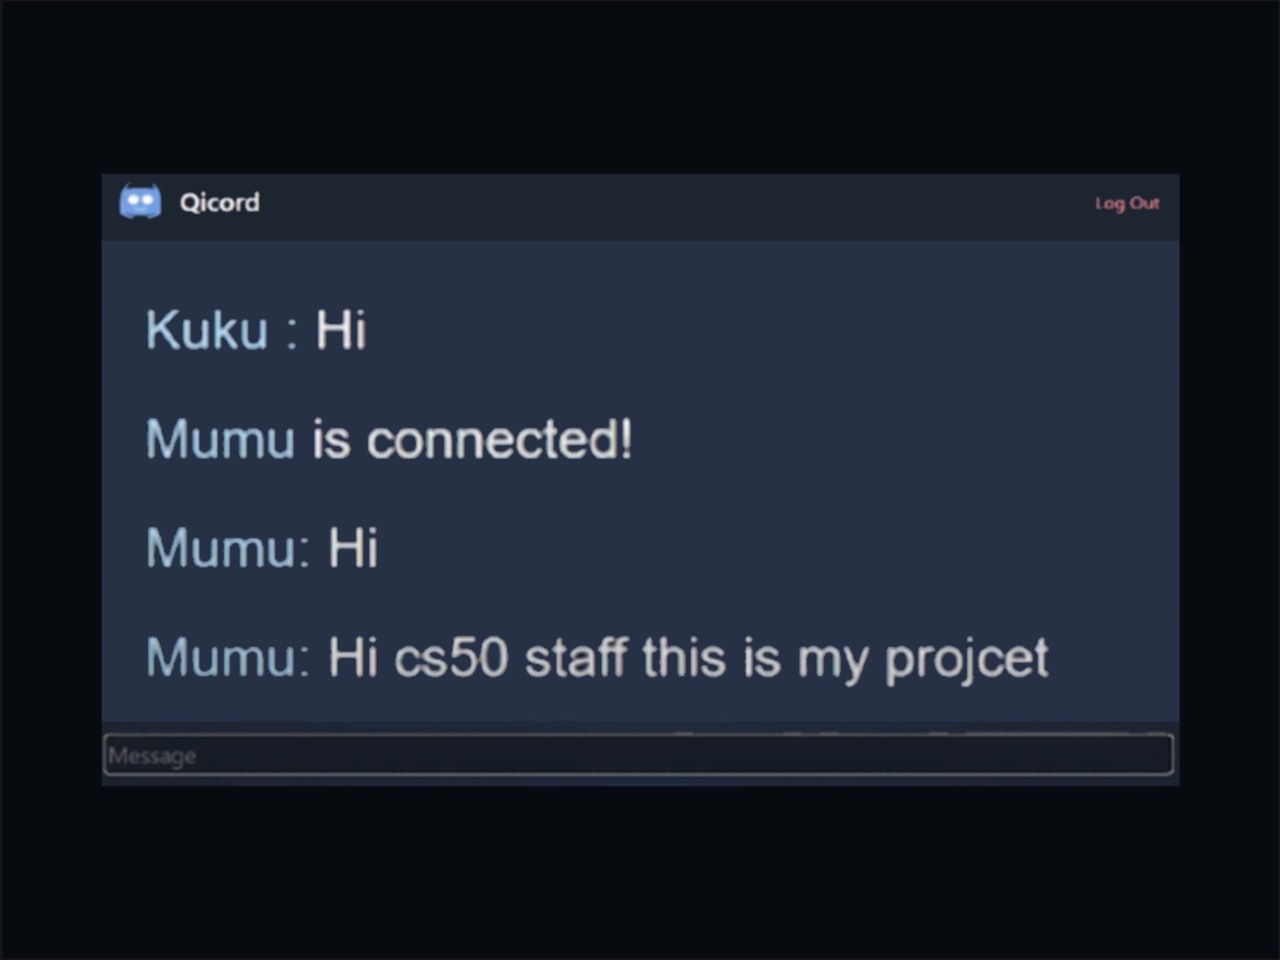 Qicord
Log Out
Kuku : Hi
Mumu is connected!
Mumu: Hi
Mumu: Hi cs50 staff this is my projcet
Message